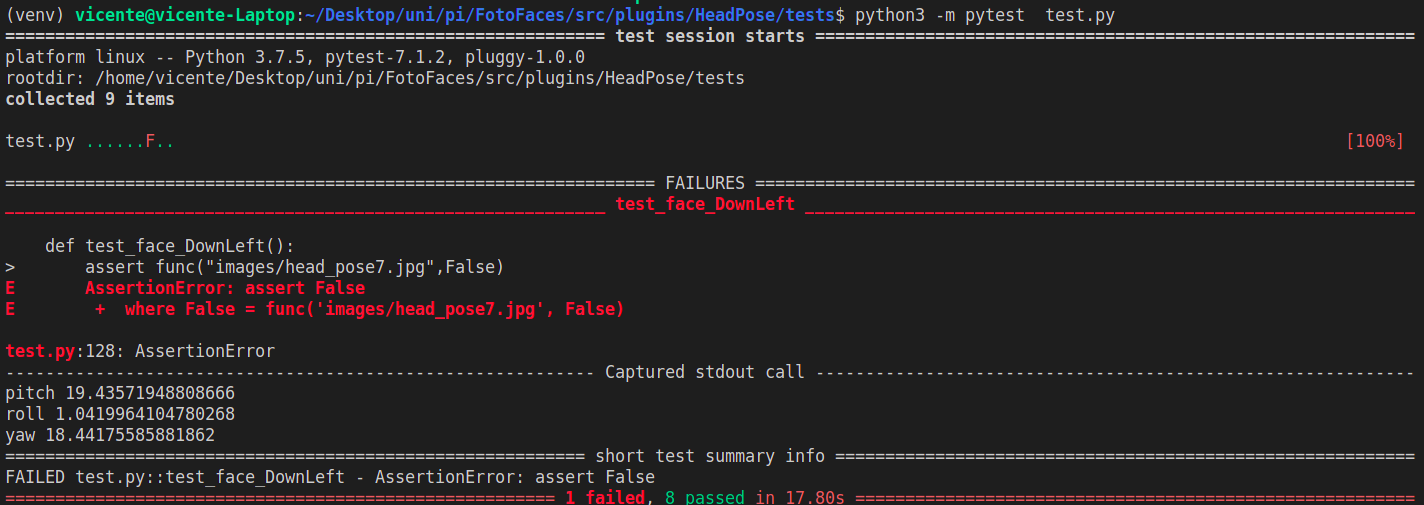 (venv) vicente@vicente-Laptop:~/Desktop/uni/pi/FotoFaces/src/plugins/HeadPose/tests$ python3 -m pytest  test.py
============================================================ test session starts ============================================================
platform linux -- Python 3.7.5, pytest-7.1.2, pluggy-1.0.0
rootdir: /home/vicente/Desktop/uni/pi/FotoFaces/src/plugins/HeadPose/tests
collected 9 items
test.py ......F.. [100%]
================================================================= FAILURES ==================================================================
____________________________________________________________ test_face_DownLeft _____________________________________________________________
    def test_face_DownLeft():
>       assert func("images/head_pose7.jpg",False)
E       AssertionError: assert False
E        +  where False = func('images/head_pose7.jpg', False)
test.py:128: AssertionError
----------------------------------------------------------- Captured stdout call ------------------------------------------------------------
pitch 19.43571948808666
roll 1.0419964104780268
yaw 18.44175585881862
========================================================== short test summary info ==========================================================
FAILED test.py::test_face_DownLeft - AssertionError: assert False
======================================================= 1 failed, 8 passed in 17.80s ========================================================